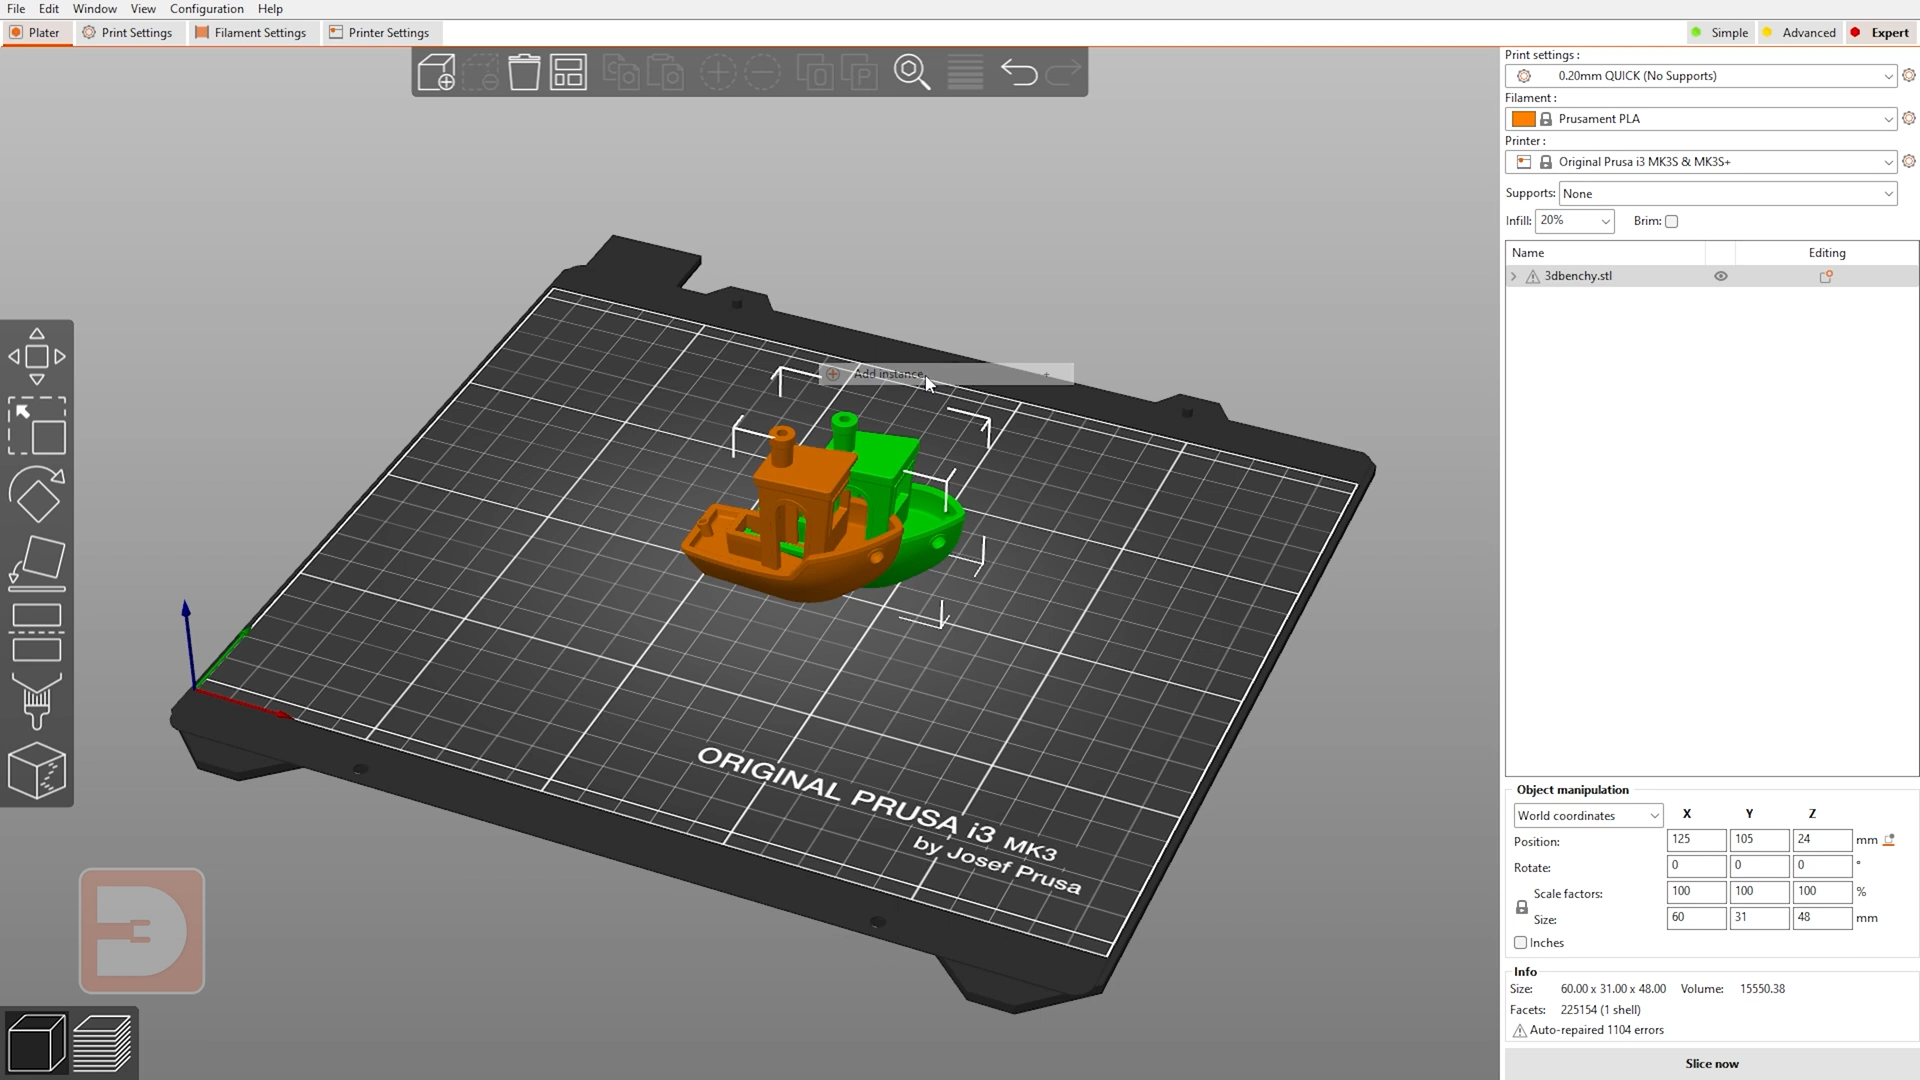 File Edit Window View Configuration Help
Plater Print Settings Filament Settings Printer Settings Simple Advanced Expert
Print settings :
0.20mm QUICK (No Supports)
Filament :
Prusament PLA
Printer :
Original Prusa i3 MK3S & MK3S+
Supports: None
Infill: 20% Brim:
Name Editing
3dbenchy.stl
Add instance +
ORIGINAL PRUSA i3 MK3
by Josef Prusa
Object manipulation
World coordinates X Y Z
Position: 125 105 24 mm
Rotate: 0 0 0 °
Scale factors: 100 100 100 %
Size: 60 31 48 mm
Inches
Info
Size: 60.00 x 31.00 x 48.00 Volume: 15550.38
Facets: 225154 (1 shell)
Auto-repaired 1104 errors
Slice now